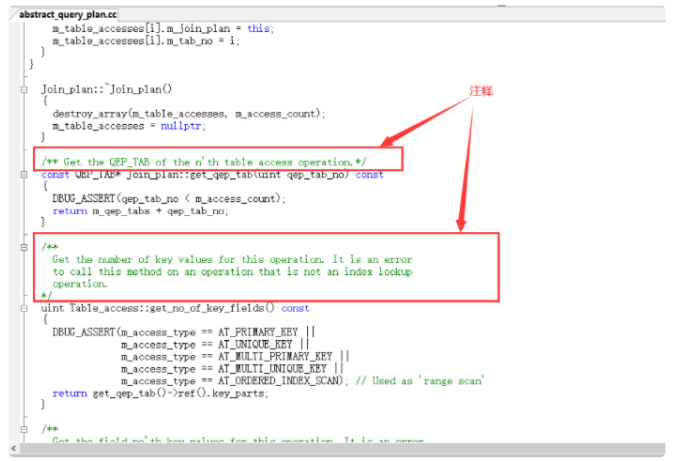 abstract_query_plan.cc
m_table_accesses[i].m_join_plan = this;
m_table_accesses[i].m_tab_no = i;
}
}
Join_plan::~Join_plan()
{
destroy_array(m_table_accesses, m_access_count);
m_table_accesses = nullptr;
}
注释
/** Get the QEP_TAB of the n'th table access operation.*/
const QEP_TAB* Join_plan::get_qep_tab(uint qep_tab_no) const
{
DBUG_ASSERT(qep_tab_no < m_access_count);
return m_qep_tabs + qep_tab_no;
}
/**
Get the number of key values for this operation. It is an error
to call this method on an operation that is not an index lookup
operation.
*/
uint Table_access::get_no_of_key_fields() const
{
DBUG_ASSERT(m_access_type == AT_PRIMARY_KEY ||
m_access_type == AT_UNIQUE_KEY ||
m_access_type == AT_MULTI_PRIMARY_KEY ||
m_access_type == AT_MULTI_UNIQUE_KEY ||
m_access_type == AT_ORDERED_INDEX_SCAN); // Used as 'range scan'
return get_qep_tab()->ref().key_parts;
}
/**
Get the field no'th key values for this operation. It is an error